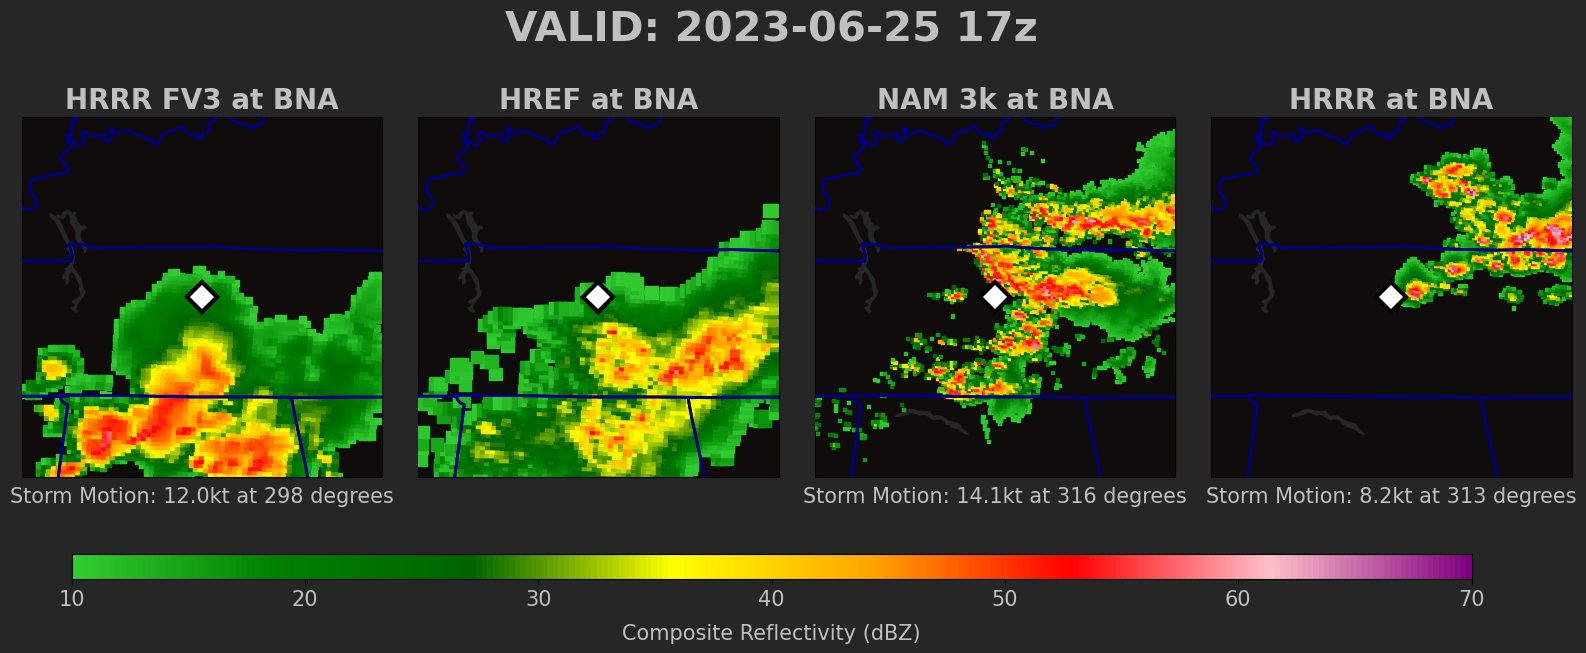 VALID: 2023-06-25 17z
HRRR FV3 at BNA
HREF at BNA
NAM 3k at BNA
HRRR at BNA
Storm Motion: 12.0kt at 298 degrees
Storm Motion: 14.1kt at 316 degrees
Storm Motion: 8.2kt at 313 degrees
10 20 30 40 50 60 70
Composite Reflectivity (dBZ)